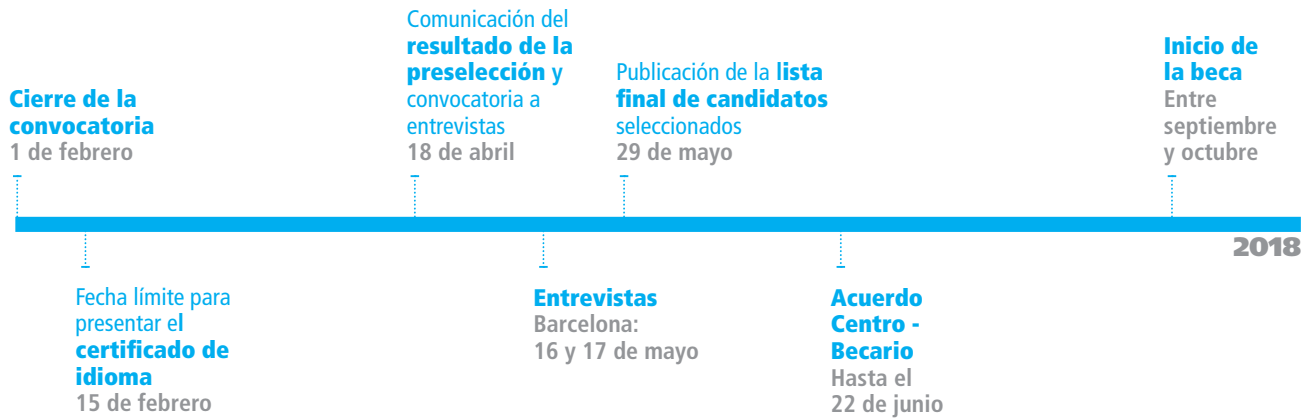 Cierre de la
convocatoria
1 de febrero
Comunicación del
resultado de la
preselección y
convocatoria a
entrevistas
18 de abril
Publicación de la lista
final de candidatos
seleccionados
29 de mayo
Inicio de
la beca
Entre
septiembre
y octubre
2018
Fecha límite para
presentar el
certificado de
idioma
15 de febrero
Entrevistas
Barcelona:
16 y 17 de mayo
Acuerdo
Centro -
Becario
Hasta el
22 de junio